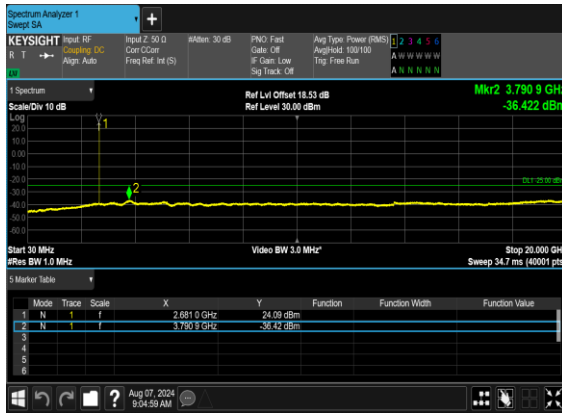 Spectrum Analyzer 1
Swept SA
+
KEYSIGHT Input: RF Input Z: 50 Ω #Atten: 30 dB PNO: Fast Avg Type: Power (RMS) 1 2 3 4 5 6
R T Coupling: DC Corr CCorr Gate: Off Avg|Hold: 100/100 A W W W W W
Align: Auto Freq Ref: Int (S) IF Gain: Low Trig: Free Run
Sig Track: Off A N N N N N
1 Spectrum
Ref Lvl Offset 18.53 dB Mkr2 3.790 9 GHz
Scale/Div 10 dB Ref Level 30.00 dBm -36.422 dBm
Log
20.0
10.0
0.00
-10.0
-20.0
-30.0
-40.0
-50.0
-60.0
1
2
DL1 -25.00 dBm
Start 30 MHz Video BW 3.0 MHz* Stop 20.000 GHz
#Res BW 1.0 MHz Sweep 34.7 ms (40001 pts)
5 Marker Table
Mode Trace Scale X Y Function Function Width Function Value
1 N 1 f 2.681 0 GHz 24.09 dBm
2 N 1 f 3.790 9 GHz -36.42 dBm
3
4
5
6
? Aug 07, 2024
9:04:59 AM